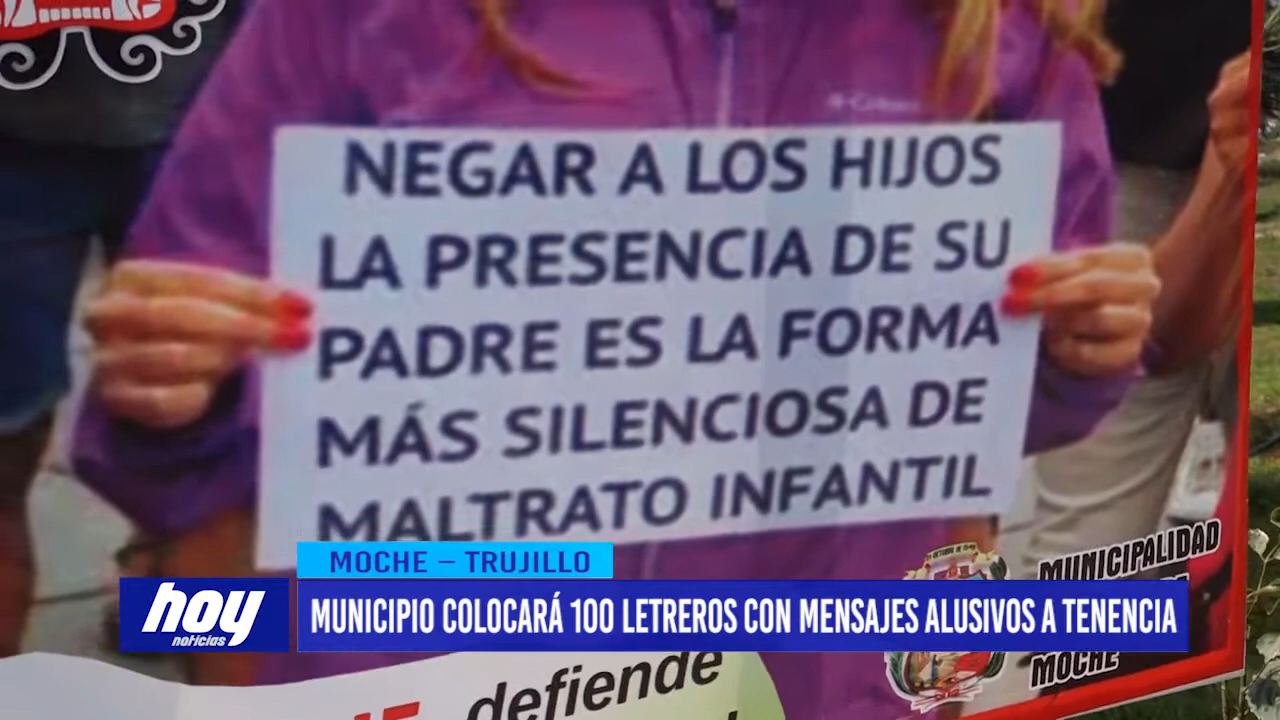 Columbia
NEGAR A LOS HIJOS
LA PRESENCIA DE SU
PADRE ES LA FORMA
MÁS SILENCIOSA DE
MALTRATO INFANTIL
MOCHE – TRUJILLO
hoy
noticias
MUNICIPIO COLOCARÁ 100 LETREROS CON MENSAJES ALUSIVOS A TENENCIA
MUNICIPALIDAD
MOCHE
defiende